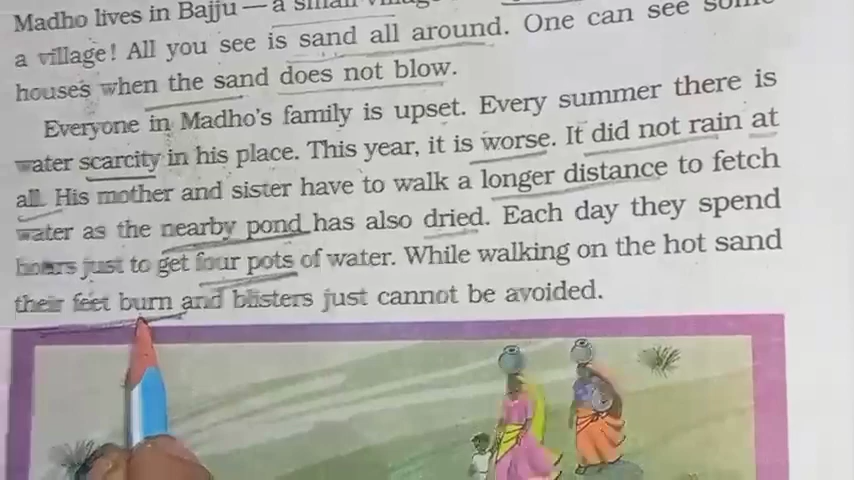 Madho lives in Bajju — a small village
a village! All you see is sand all around. One can see some
houses when the sand does not blow.
Everyone in Madho's family is upset. Every summer there is
water scarcity in his place. This year, it is worse. It did not rain at
all. His mother and sister have to walk a longer distance to fetch
water as the nearby pond has also dried. Each day they spend
hours just to get four pots of water. While walking on the hot sand
their feet burn and blisters just cannot be avoided.